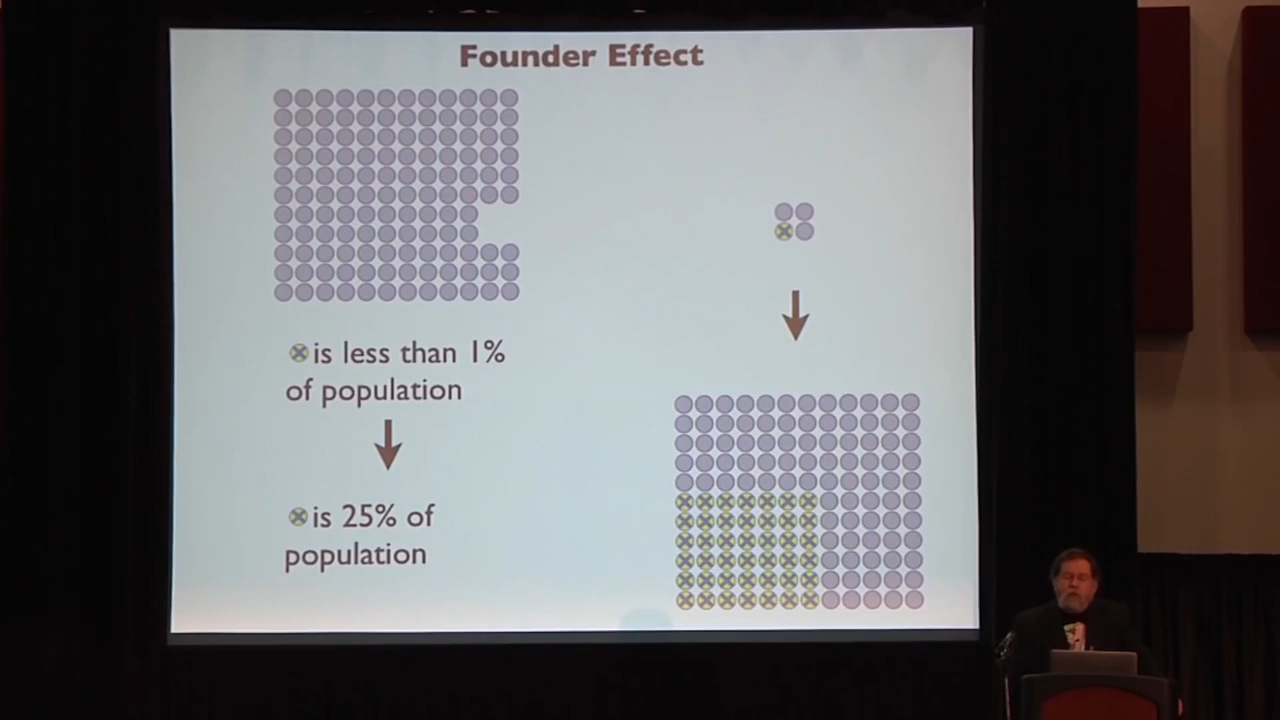 Founder Effect
is less than 1%
of population
is 25% of
population